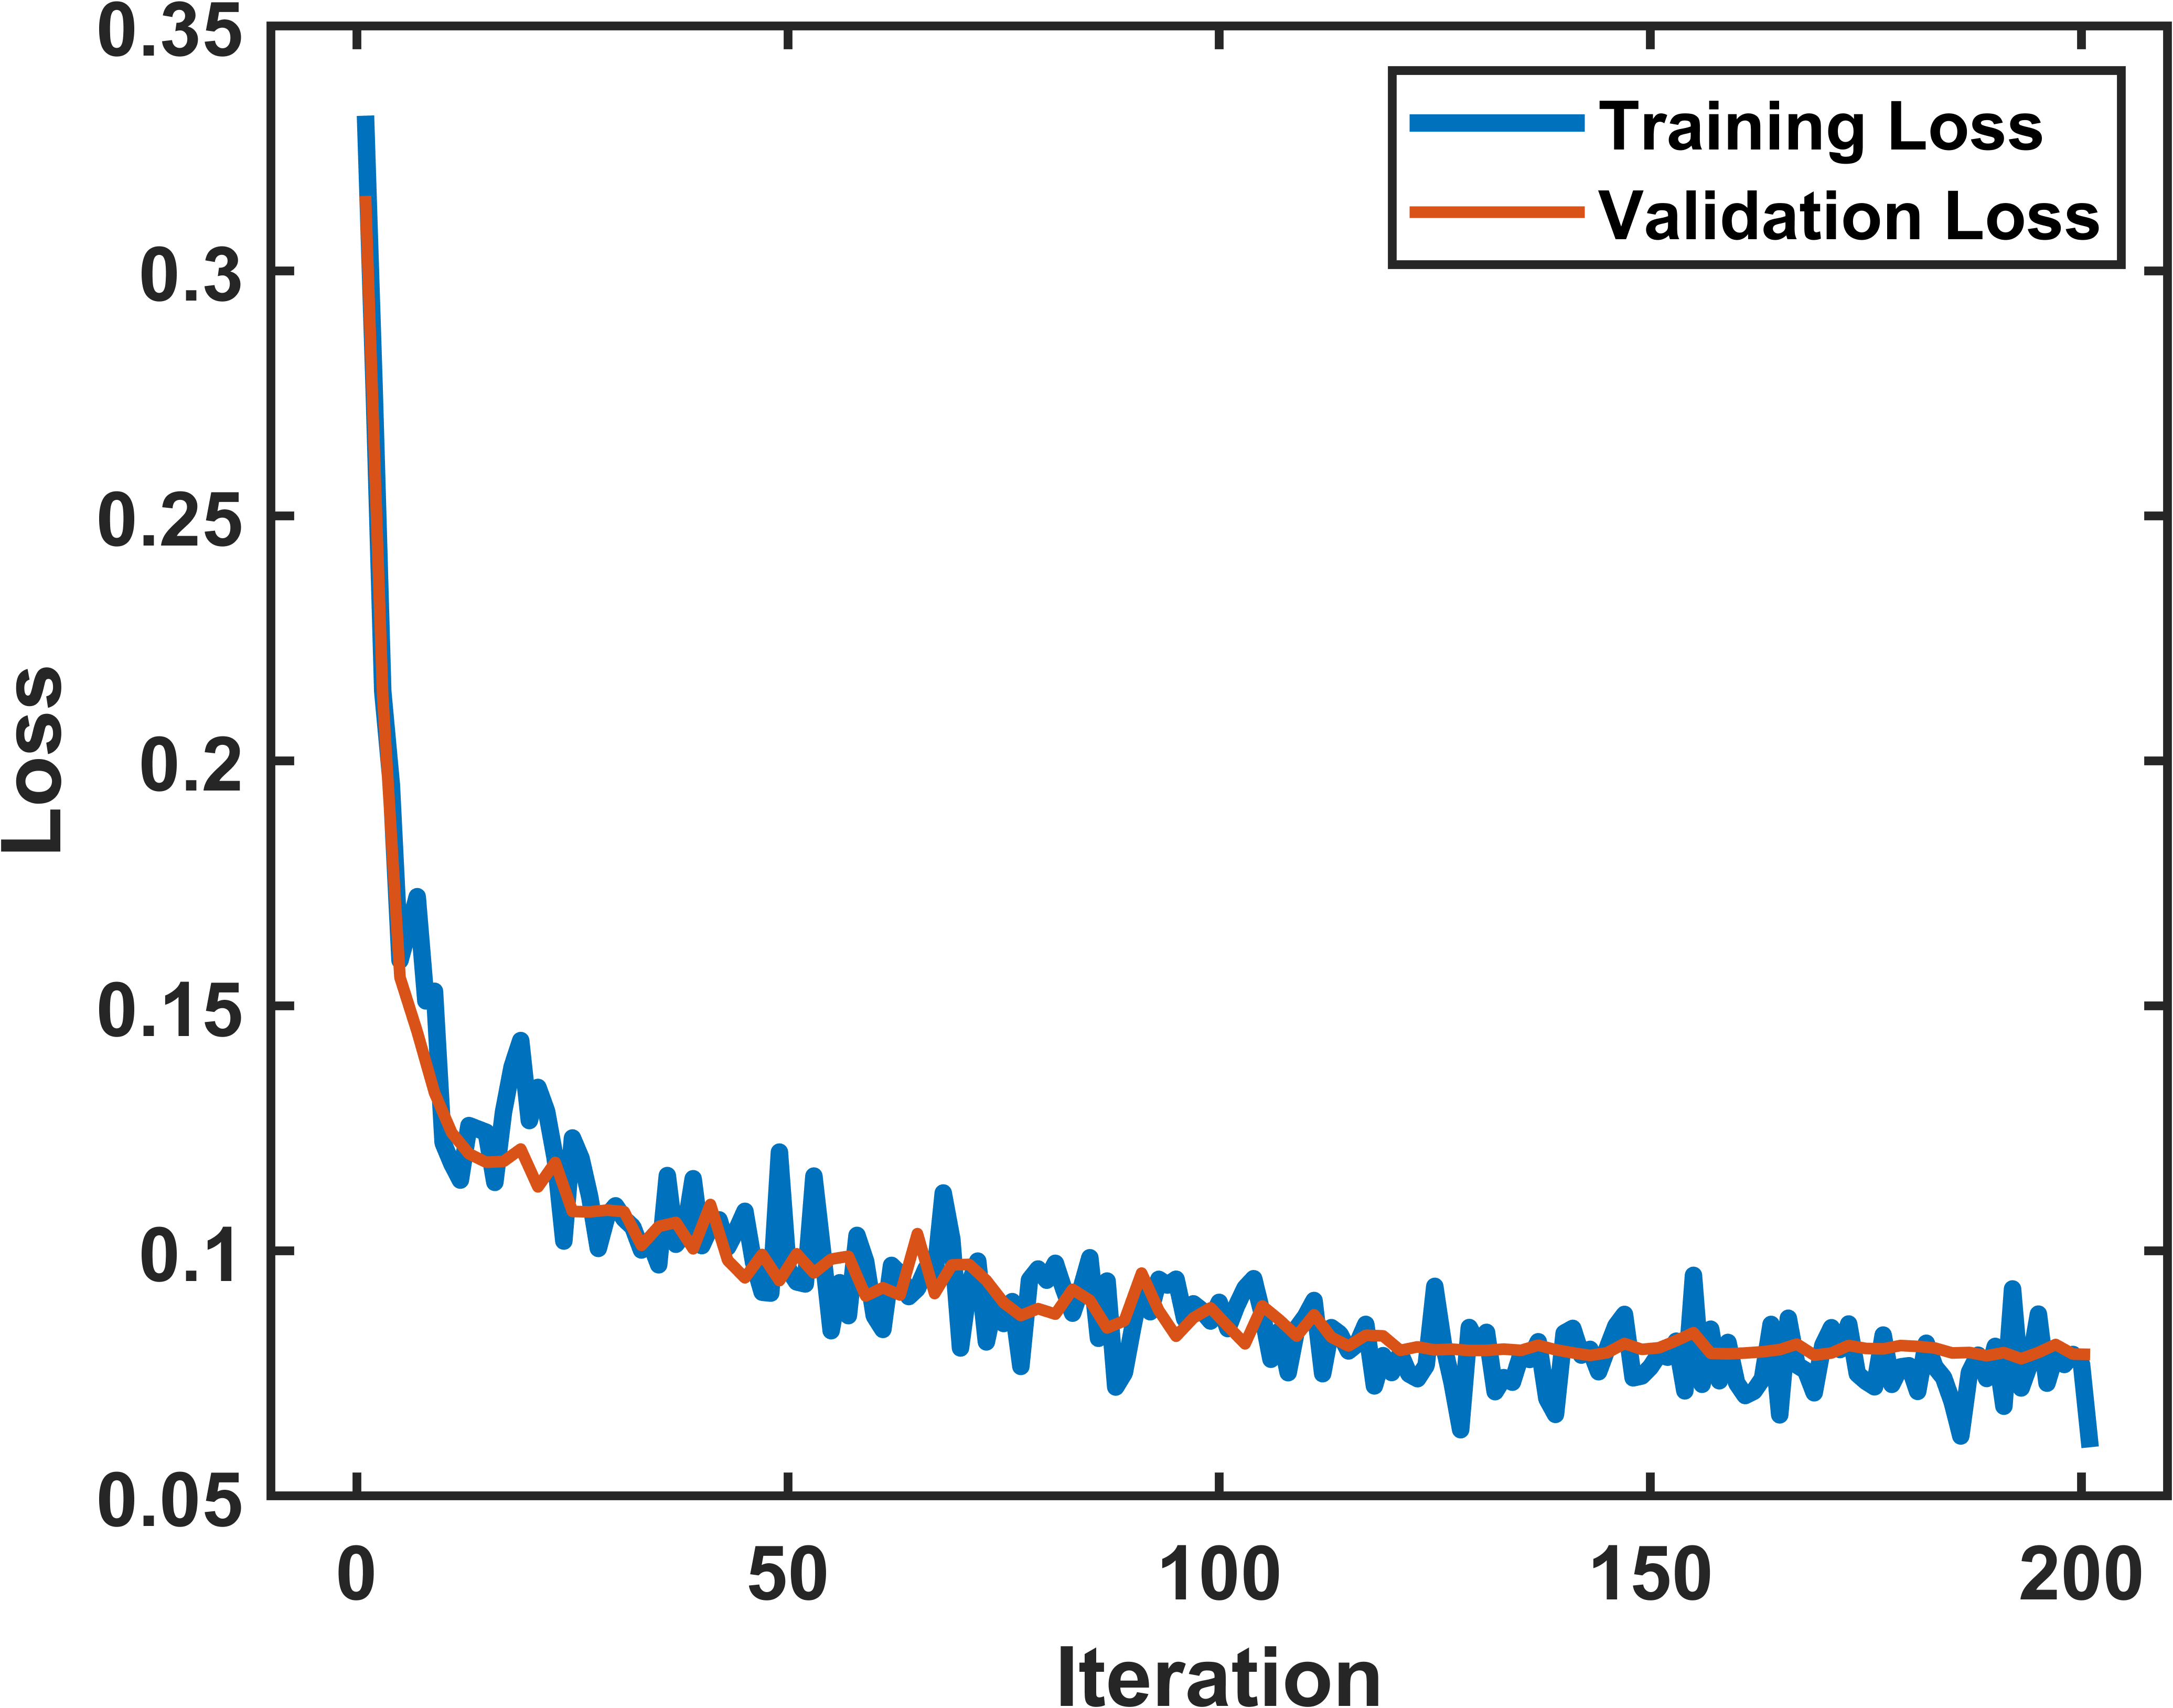 0.35
0.3
0.25
0.2
0.15
0.1
0.05
Loss
Training Loss
Validation Loss
0 50 100 150 200
Iteration